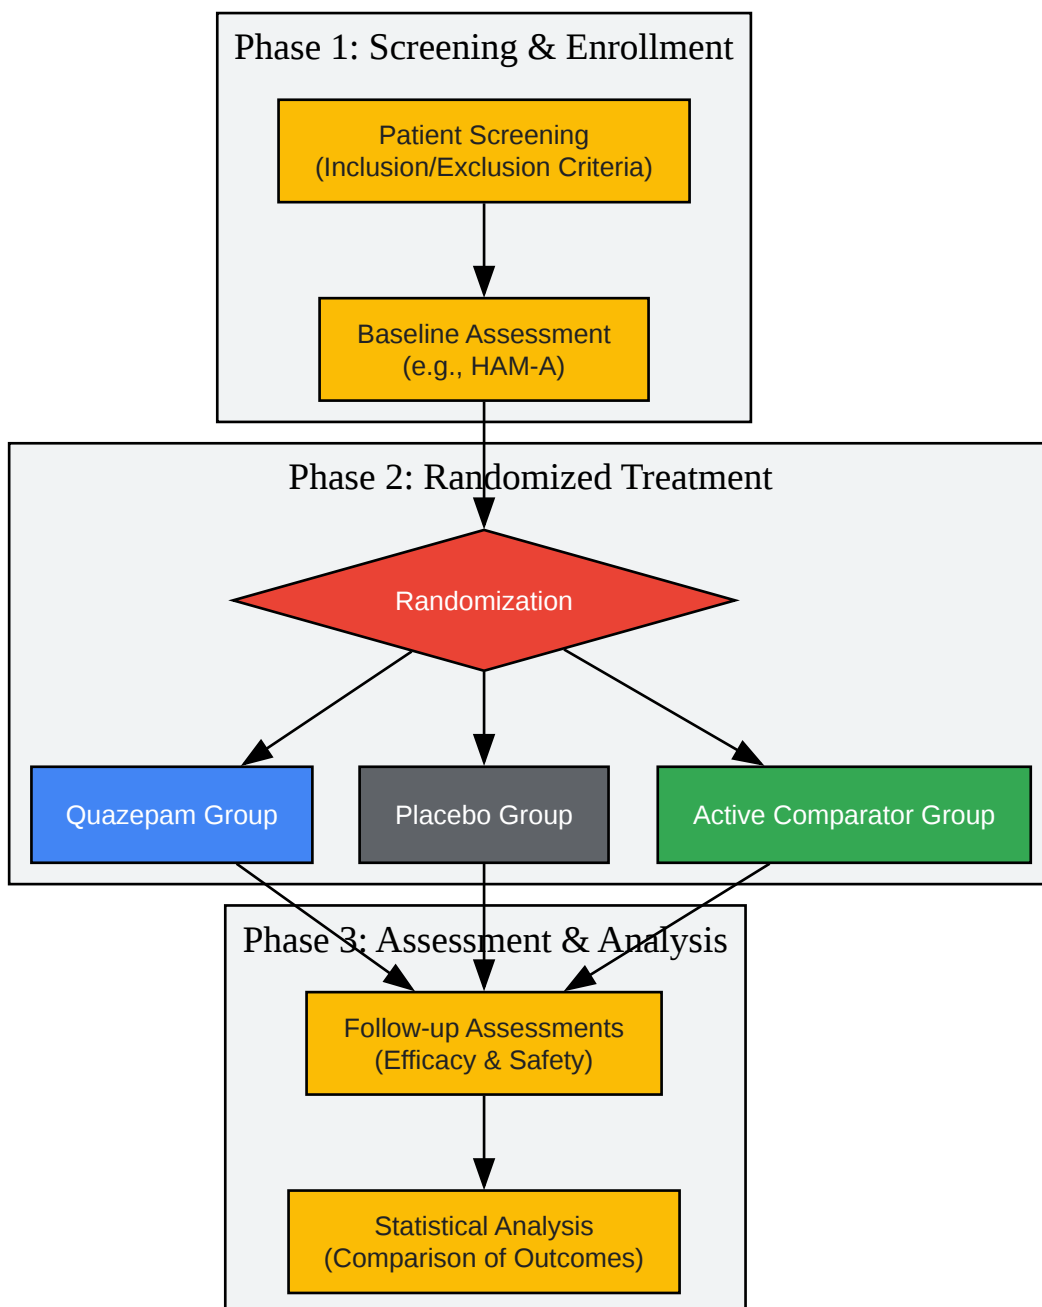 Phase 1: Screening & Enrollment
Patient Screening
(Inclusion/Exclusion Criteria)
Baseline Assessment
(e.g., HAM-A)
Phase 2: Randomized Treatment
Randomization
Quazepam Group
Placebo Group
Active Comparator Group
Phase 3: Assessment & Analysis
Follow-up Assessments
(Efficacy & Safety)
Statistical Analysis
(Comparison of Outcomes)